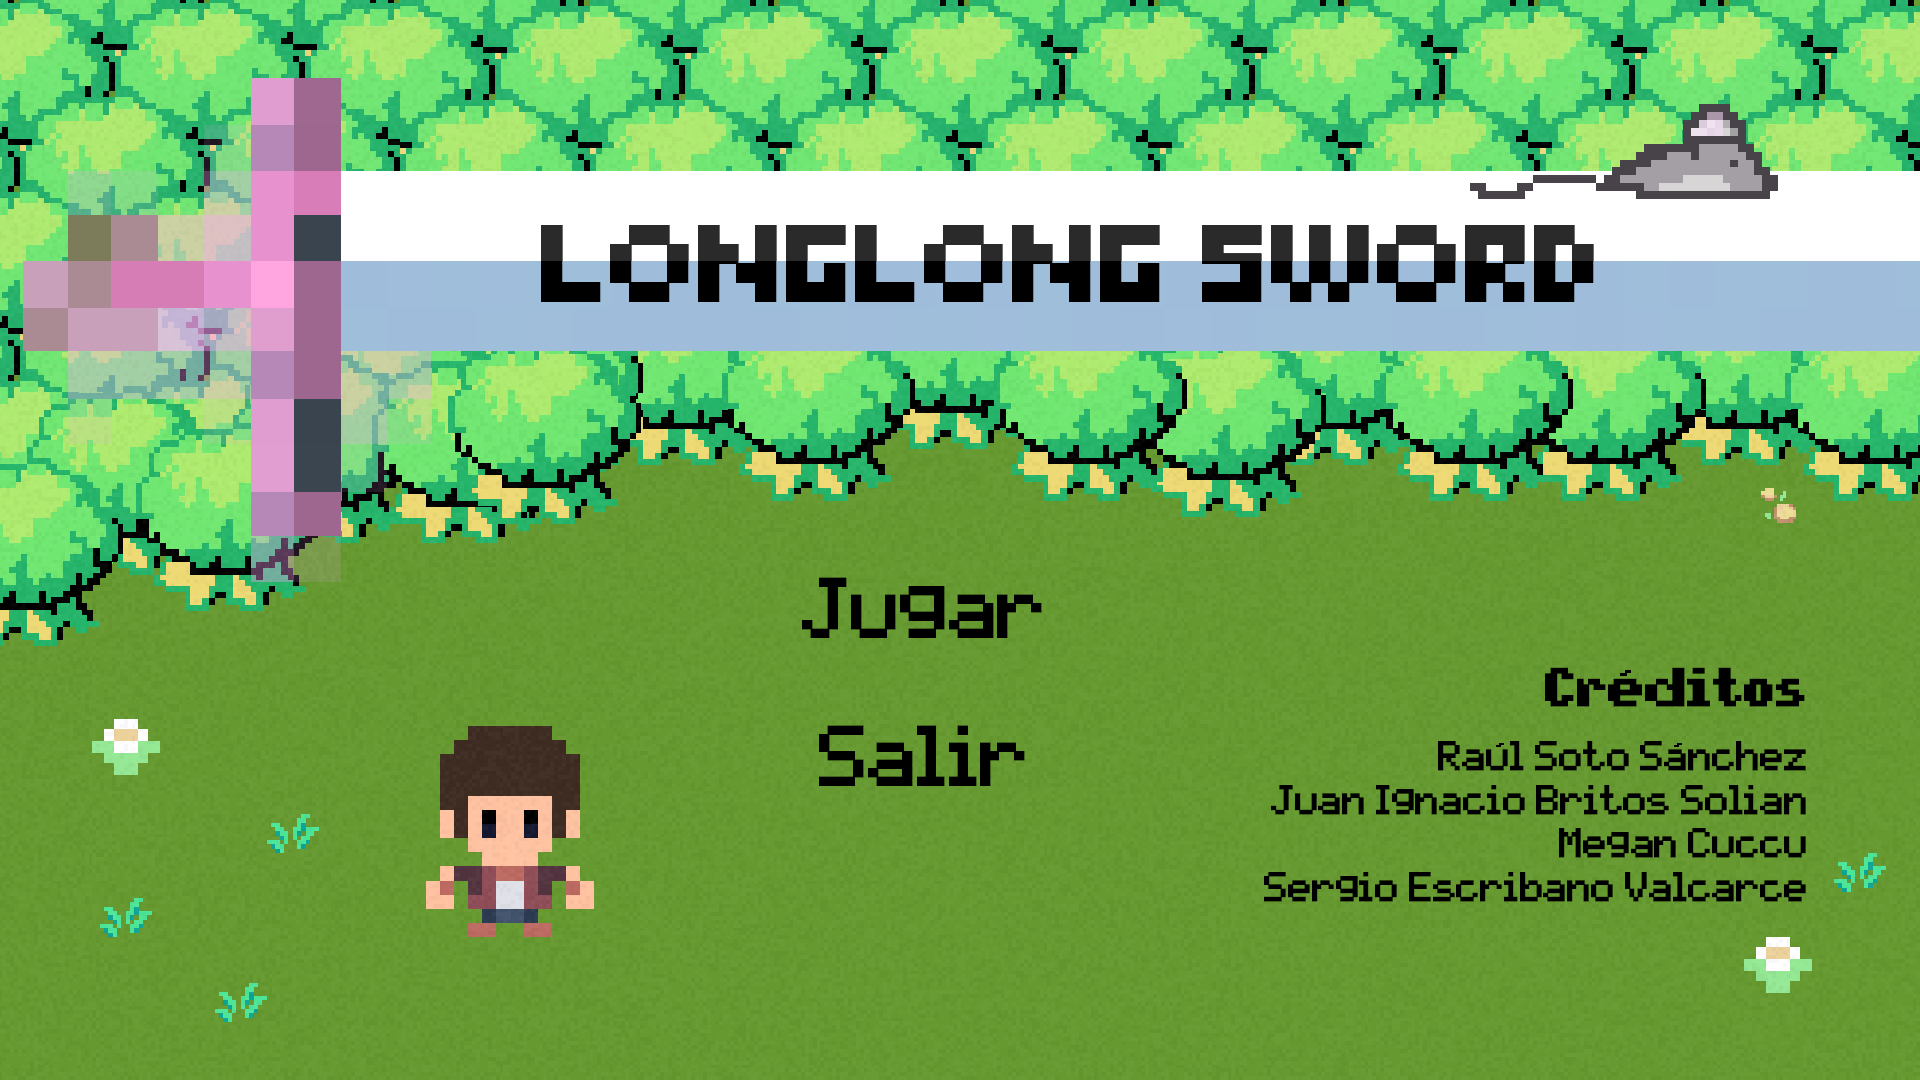 LONGLONG SWORD
Jugar
Salir
Créditos
Raúl Soto Sánchez
Juan Ignacio Britos Solian
Megan Cuccu
Sergio Escribano Valcarce